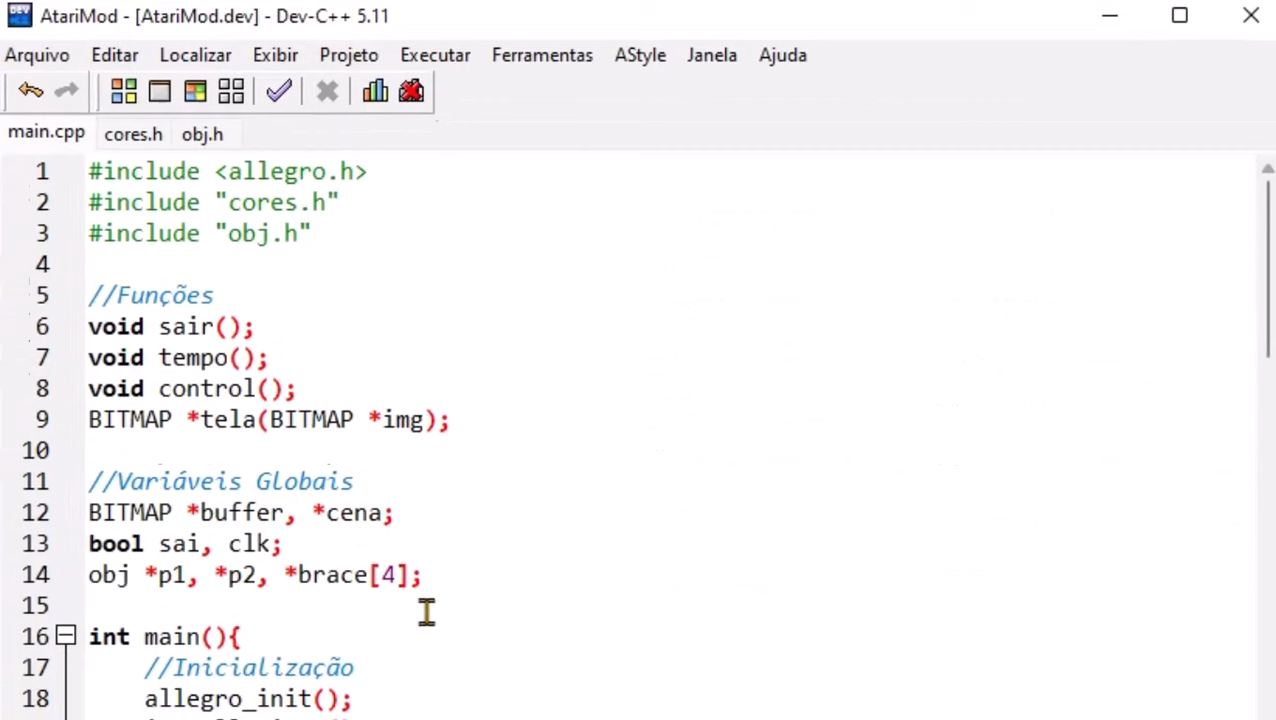 AtariMod - [AtariMod.dev] - Dev-C++ 5.11
Arquivo Editar Localizar Exibir Projeto Executar Ferramentas AStyle Janela Ajuda
main.cpp cores.h obj.h
1 #include <allegro.h>
2 #include "cores.h"
3 #include "obj.h"
4
5 //Funções
6 void sair();
7 void tempo();
8 void control();
9 BITMAP *tela(BITMAP *img);
10
11 //Variáveis Globais
12 BITMAP *buffer, *cena;
13 bool sai, clk;
14 obj *p1, *p2, *brace[4];
15
16 int main(){
17 //Inicialização
18 allegro_init();